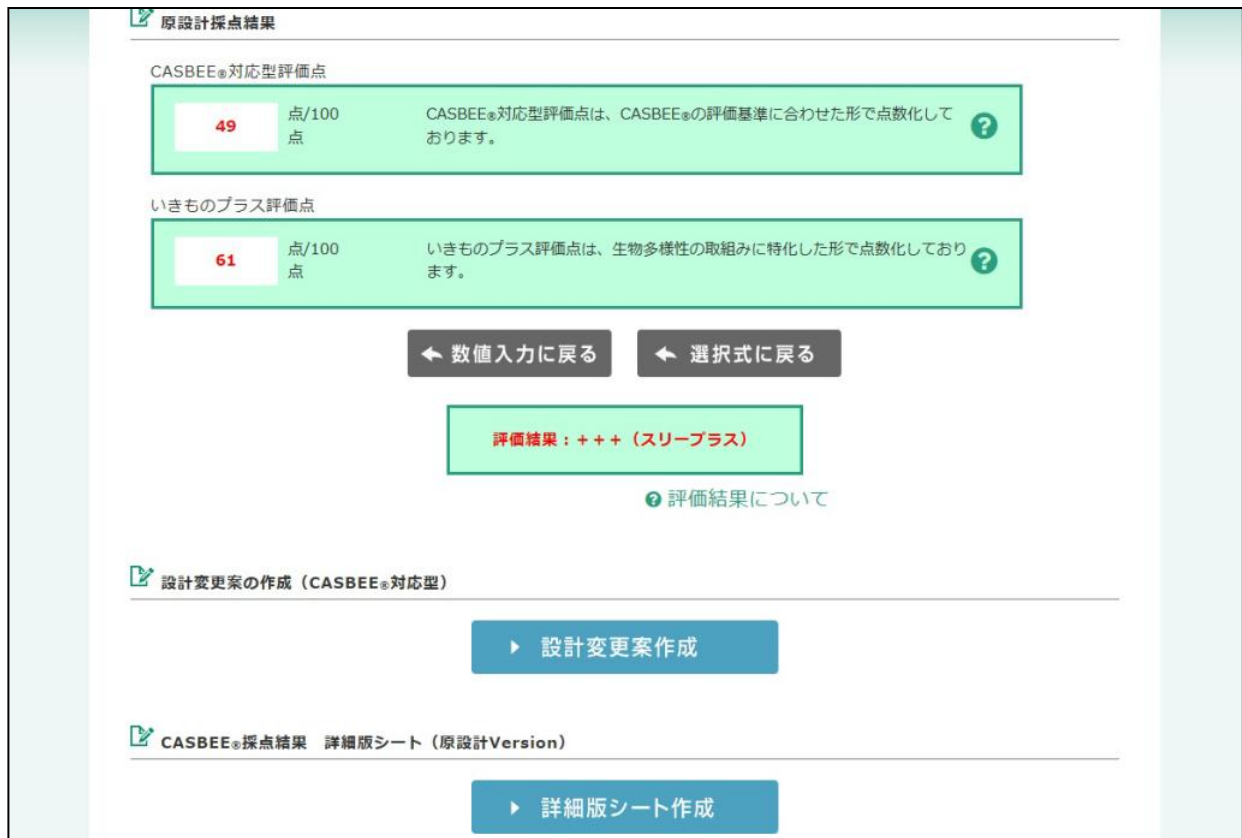 原設計採点結果
CASBEE®対応型評価点
49
点/100
点
CASBEE®対応型評価点は、CASBEE®の評価基準に合わせた形で点数化して
おります。
?
いきものプラス評価点
61
点/100
点
いきものプラス評価点は、生物多様性の取組みに特化した形で点数化しており
ます。
?
数値入力に戻る
選択式に戻る
評価結果:+++(スリープラス)
? 評価結果について
設計変更案の作成(CASBEE®対応型)
設計変更案作成
CASBEE®採点結果 詳細版シート(原設計Version)
詳細版シート作成